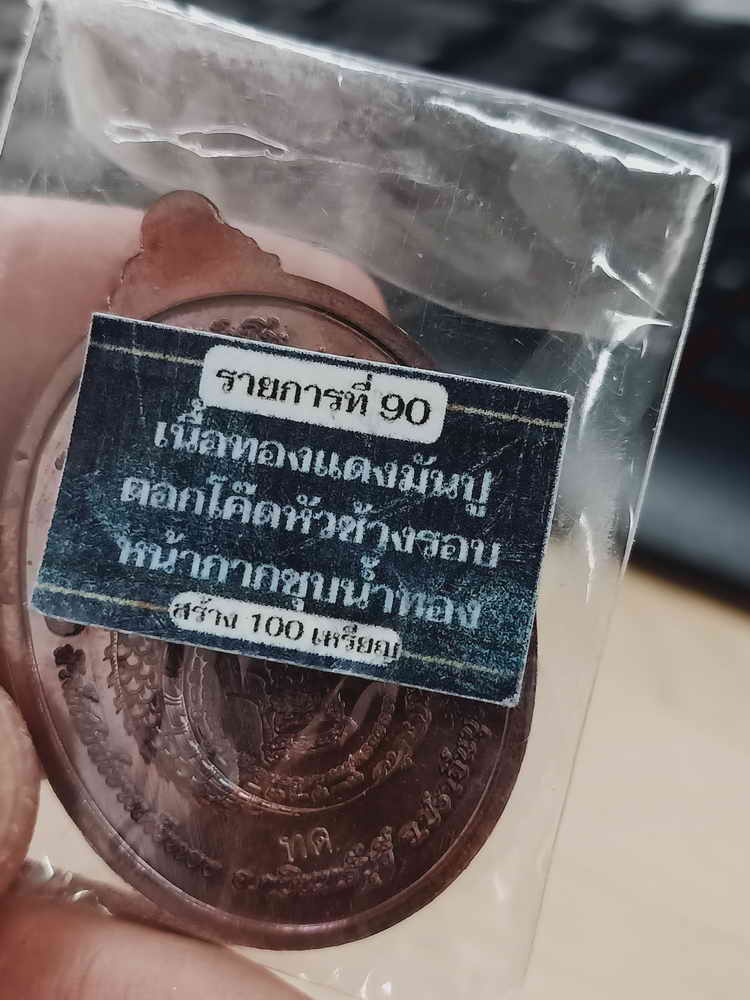 รายการที่ 90
เนื้อทองแดงมันปู
ตอกโค๊ตหัวช้างรอบ
หน้ากากชุบน้ำทอง
สร้าง 100 เหรียญ
ทด